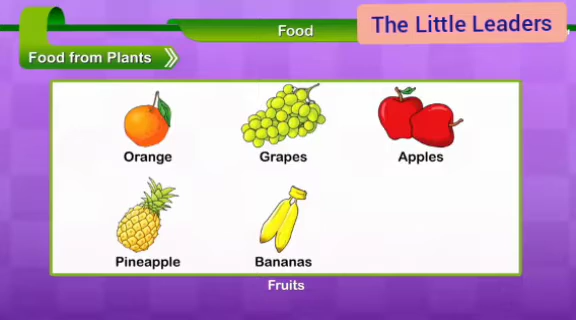 Food
The Little Leaders
Food from Plants
Orange
Grapes
Apples
Pineapple
Bananas
Fruits